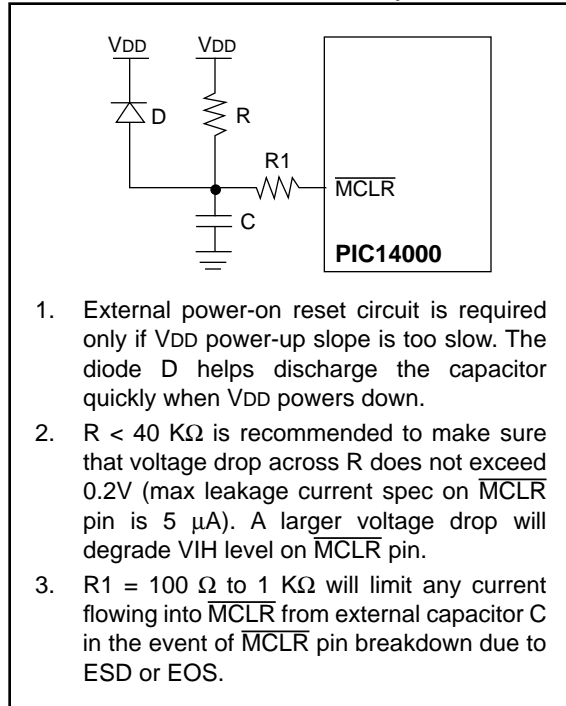 VDD VDD
D R
R1
MCLR
C
PIC14000
1. External power-on reset circuit is required
only if VDD power-up slope is too slow. The
diode D helps discharge the capacitor
quickly when VDD powers down.
2. R < 40 KΩ is recommended to make sure
that voltage drop across R does not exceed
0.2V (max leakage current spec on MCLR
pin is 5 μA). A larger voltage drop will
degrade VIH level on MCLR pin.
3. R1 = 100 Ω to 1 KΩ will limit any current
flowing into MCLR from external capacitor C
in the event of MCLR pin breakdown due to
ESD or EOS.